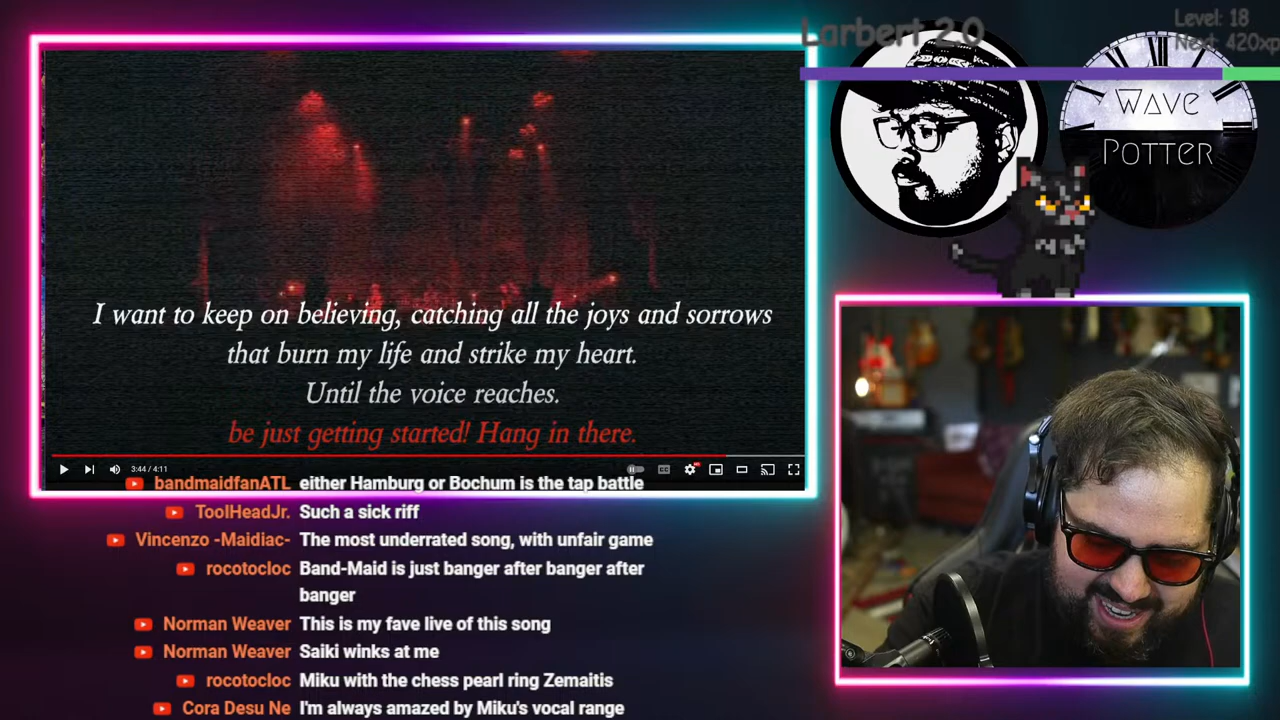 Larbert 2.0
Level: 18
Next: 420xp
WAVE
POTTER
I want to keep on believing, catching all the joys and sorrows
that burn my life and strike my heart.
Until the voice reaches.
be just getting started! Hang in there.
3:44 / 4:11
bandmaidfanATL either Hamburg or Bochum is the tap battle
ToolHeadJr. Such a sick riff
Vincenzo -Maidiac- The most underrated song, with unfair game
rocotocloc Band-Maid is just banger after banger after
banger
Norman Weaver This is my fave live of this song
Norman Weaver Saiki winks at me
rocotocloc Miku with the chess pearl ring Zemaitis
Cora Desu Ne I'm always amazed by Miku's vocal range